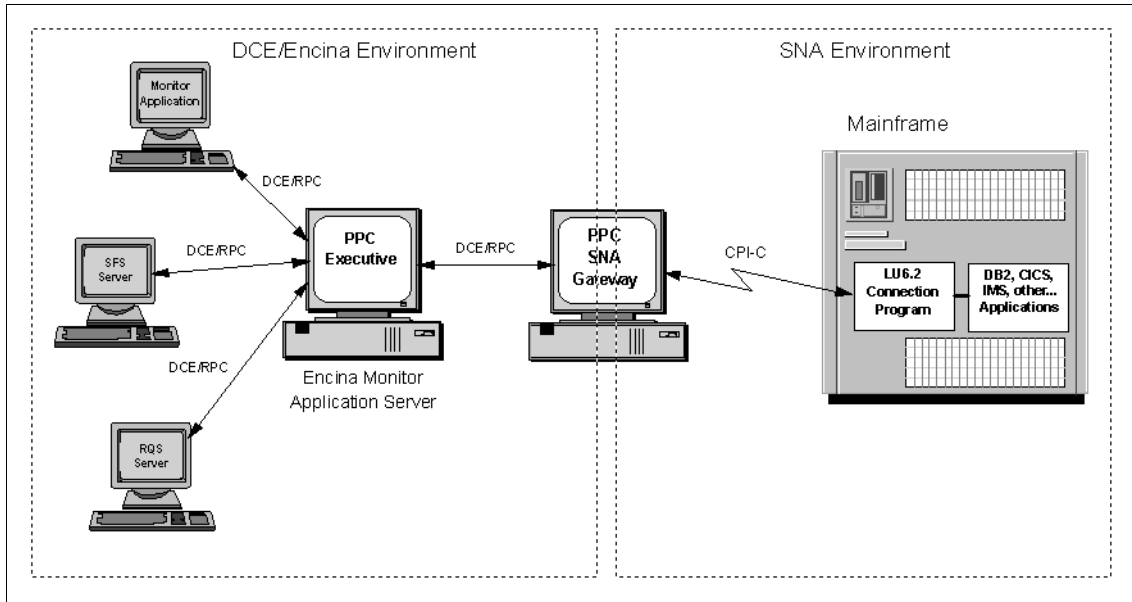 DCE/Encina Environment
SNA Environment
Monitor
Application
Mainframe
DCE/RPC
PPC
Executive
DCE/RPC
PPC
SNA
Gateway
CPI-C
SFS
Server
DCE/RPC
LU6.2
Connection
Program
DB2, CICS,
IMS, other...
Applications
DCE/RPC
Encina Monitor
Application Server
RQS
Server